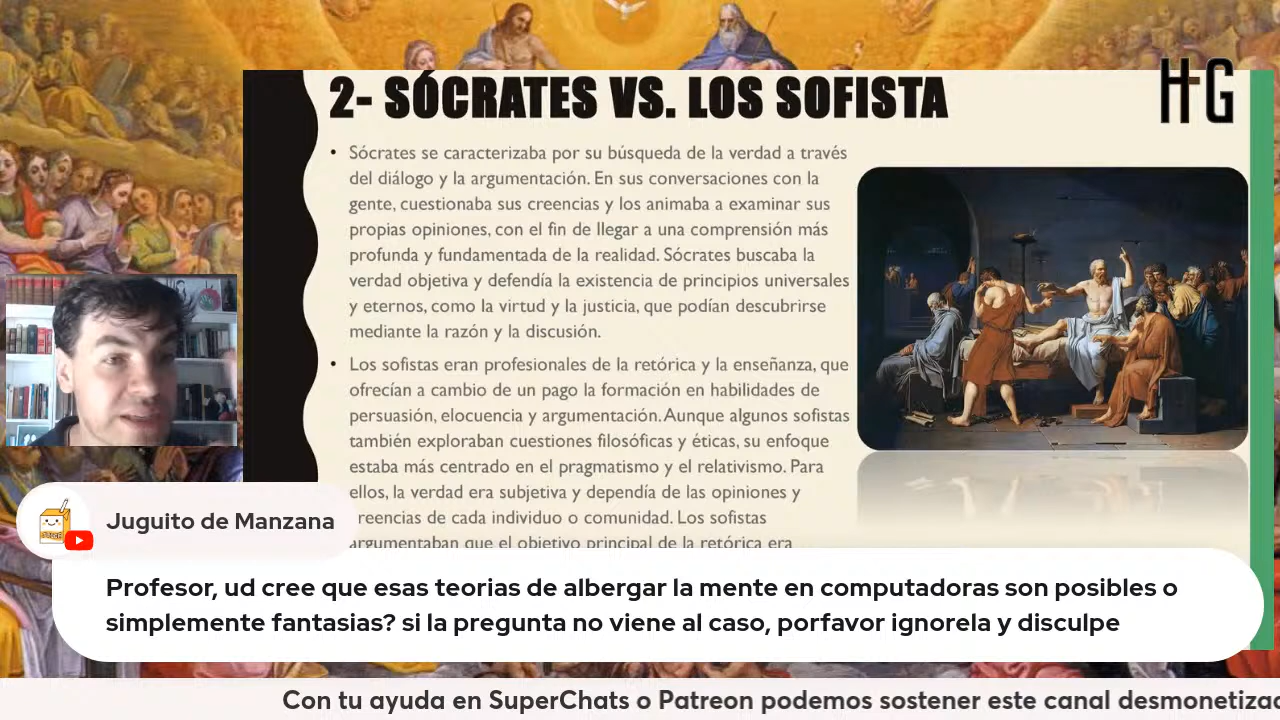 2- SÓCRATES VS. LOS SOFISTA
HG
• Sócrates se caracterizaba por su búsqueda de la verdad a través
del diálogo y la argumentación. En sus conversaciones con la
gente, cuestionaba sus creencias y los animaba a examinar sus
propias opiniones, con el fin de llegar a una comprensión más
profunda y fundamentada de la realidad. Sócrates buscaba la
verdad objetiva y defendía la existencia de principios universales
y eternos, como la virtud y la justicia, que podían descubrirse
mediante la razón y la discusión.
• Los sofistas eran profesionales de la retórica y la enseñanza, que
ofrecían a cambio de un pago la formación en habilidades de
persuasión, elocuencia y argumentación. Aunque algunos sofistas
también exploraban cuestiones filosóficas y éticas, su enfoque
estaba más centrado en el pragmatismo y el relativismo. Para
ellos, la verdad era subjetiva y dependía de las opiniones y
creencias de cada individuo o comunidad. Los sofistas
argumentaban que el objetivo principal de la retórica era
Juguito de Manzana
Profesor, ud cree que esas teorias de albergar la mente en computadoras son posibles o
simplemente fantasias? si la pregunta no viene al caso, porfavor ignorela y disculpe
Con tu ayuda en SuperChats o Patreon podemos sostener este canal desmonetizad